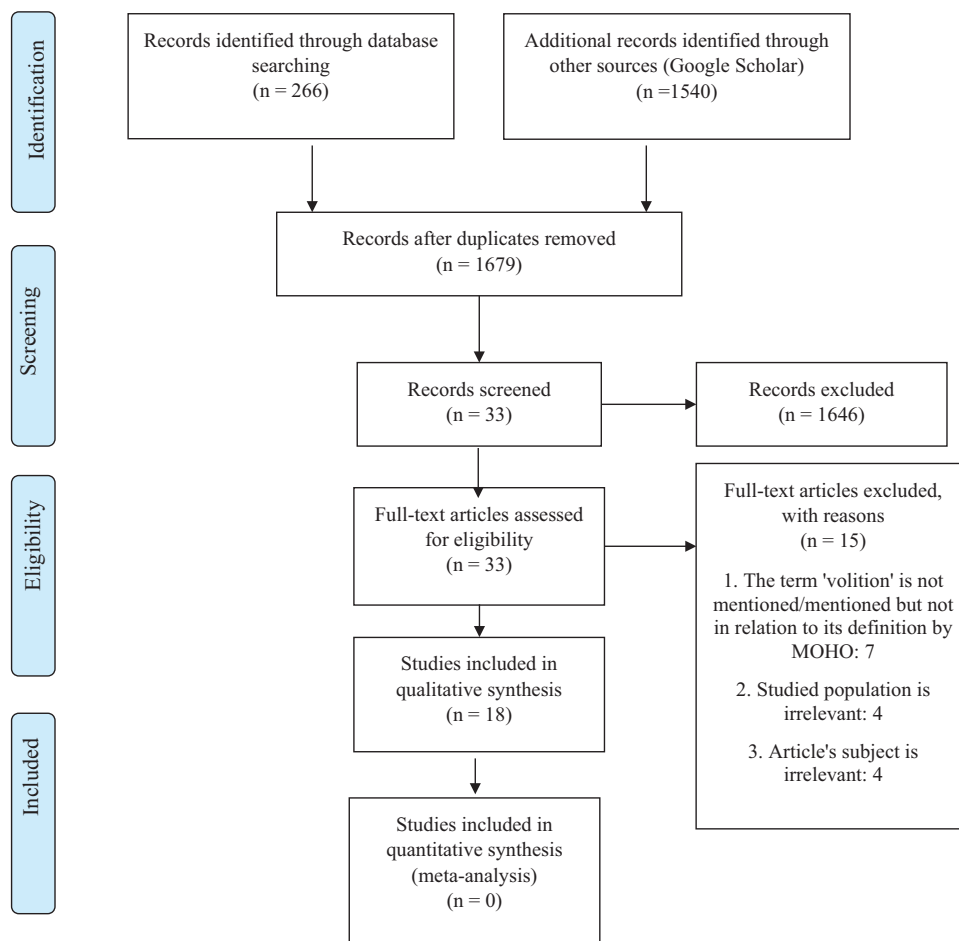 Identification
Records identified through database
searching
(n = 266)
Additional records identified through
other sources (Google Scholar)
(n =1540)
Records after duplicates removed
(n = 1679)
Screening
Records screened
(n = 33)
Records excluded
(n = 1646)
Eligibility
Full-text articles assessed
for eligibility
(n = 33)
Full-text articles excluded,
with reasons
(n = 15)
1. The term 'volition' is not
mentioned/mentioned but not
in relation to its definition by
MOHO: 7
2. Studied population is
irrelevant: 4
3. Article's subject is
irrelevant: 4
Studies included in
qualitative synthesis
(n = 18)
Included
Studies included in
quantitative synthesis
(meta-analysis)
(n = 0)